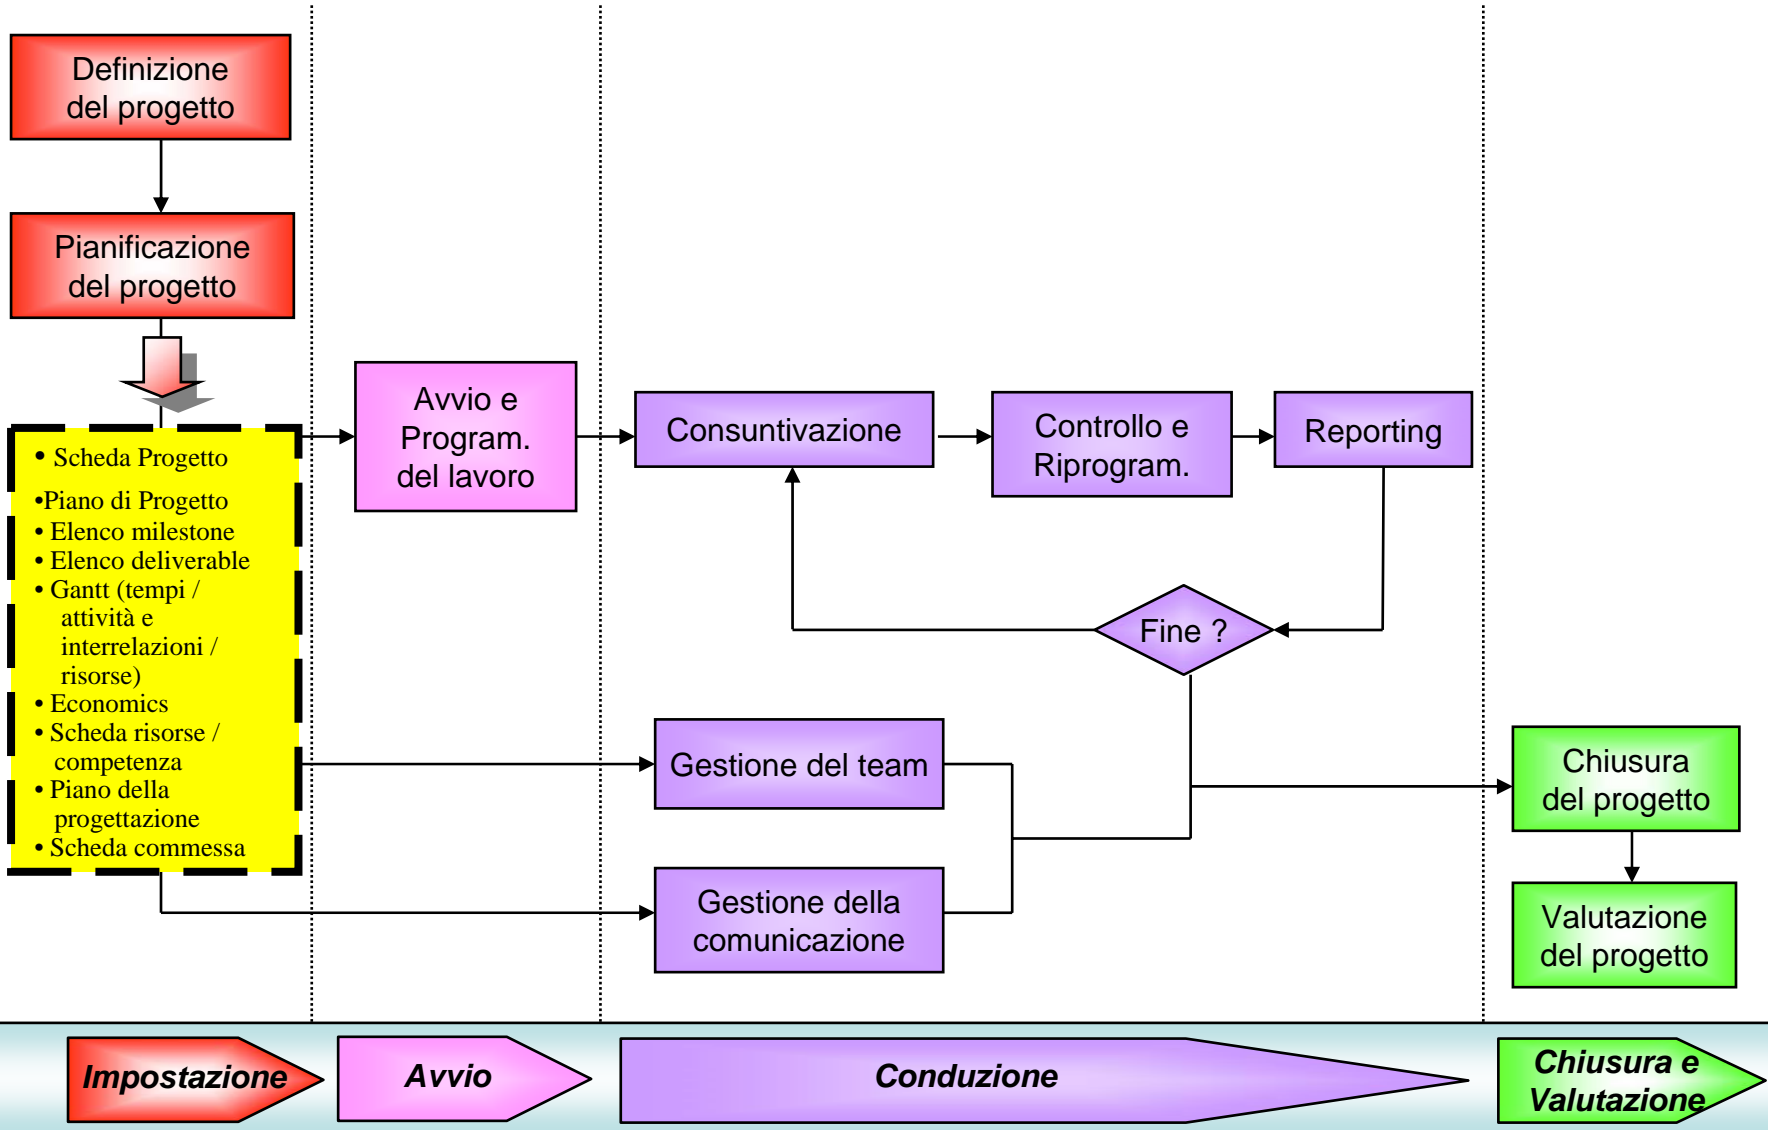 Definizione
del progetto
Pianificazione
del progetto
• Scheda Progetto
•Piano di Progetto
• Elenco milestone
• Elenco deliverable
• Gantt (tempi /
attività e
interrelazioni /
risorse)
• Economics
• Scheda risorse /
competenza
• Piano della
progettazione
• Scheda commessa
Avvio e
Program.
del lavoro
Consuntivazione
Controllo e
Riprogram.
Reporting
Fine ?
Gestione del team
Gestione della
comunicazione
Chiusura
del progetto
Valutazione
del progetto
Impostazione
Avvio
Conduzione
Chiusura e
Valutazione